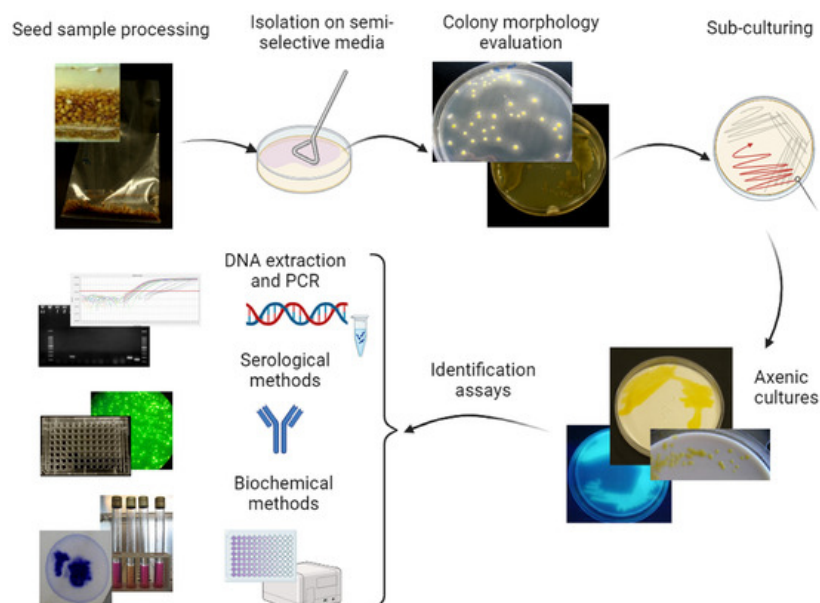 Seed sample processing
Isolation on semi-
selective media
Colony morphology
evaluation
Sub-culturing
Axenic
cultures
Identification
assays
DNA extraction
and PCR
Serological
methods
Biochemical
methods